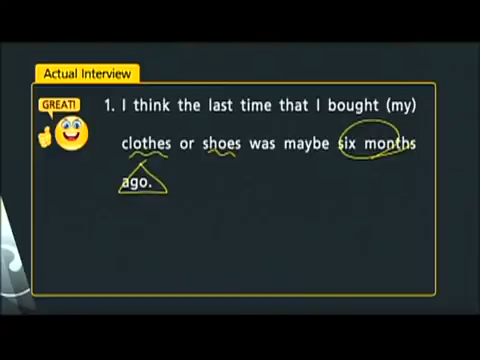 Actual Interview
GREAT!
1. I think the last time that I bought (my)
clothes or shoes was maybe six months
ago.